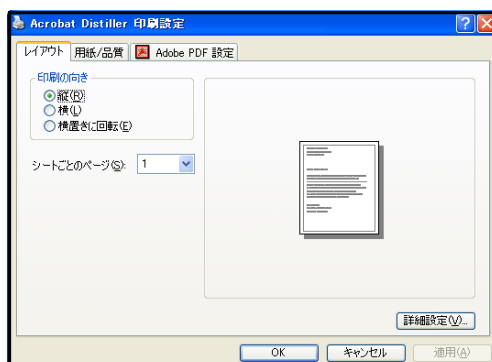 Acrobat Distiller 印刷設定
レイアウト 用紙/品質 Adobe PDF 設定
印刷の向き
縦(R)
横(L)
横置きに回転(E)
シートごとのページ(S): 1
詳細設定(V)...
OK キャンセル 適用(A)